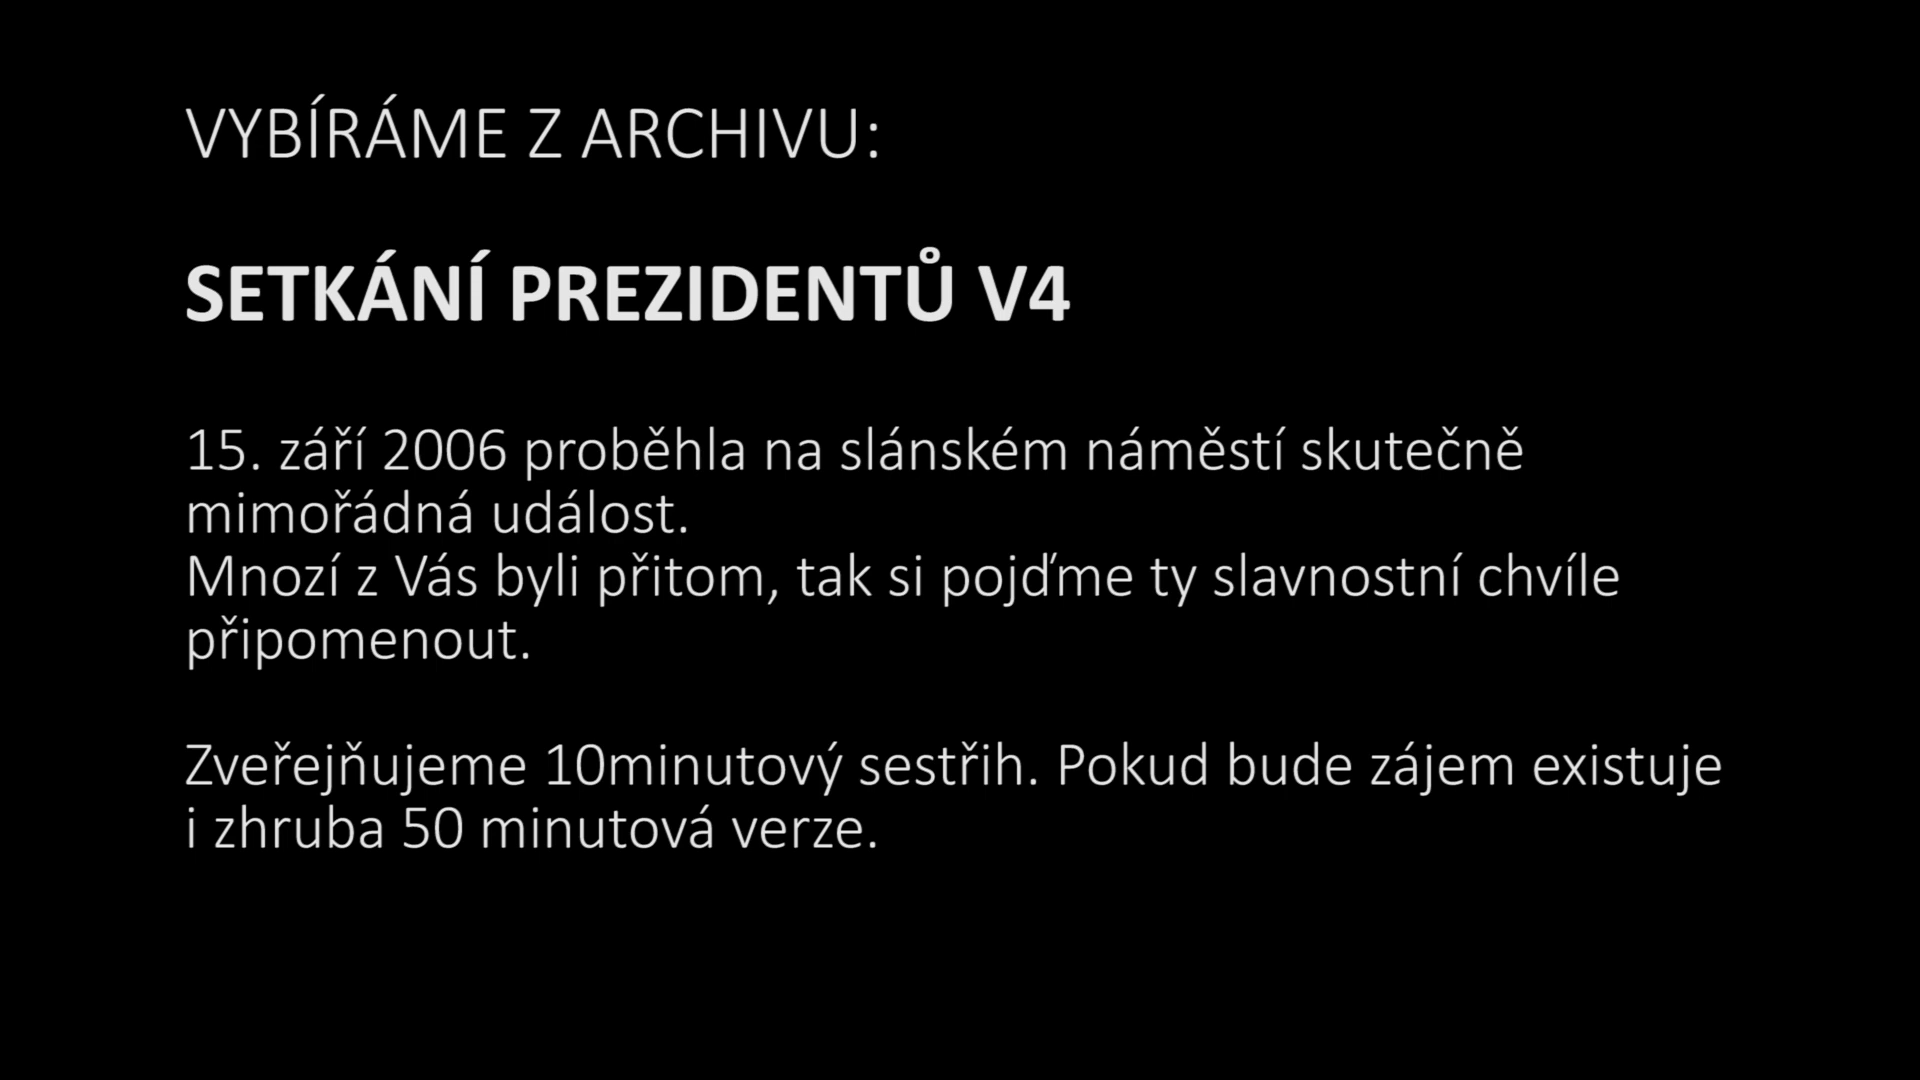 VYBÍRÁME Z ARCHIVU:
SETKÁNÍ PREZIDENTŮ V4
15. září 2006 proběhla na slánském náměstí skutečně
mimořádná událost.
Mnozí z Vás byli přitom, tak si pojďme ty slavnostní chvíle
připomenout.
Zveřejňujeme 10minutový sestřih. Pokud bude zájem existuje
i zhruba 50 minutová verze.